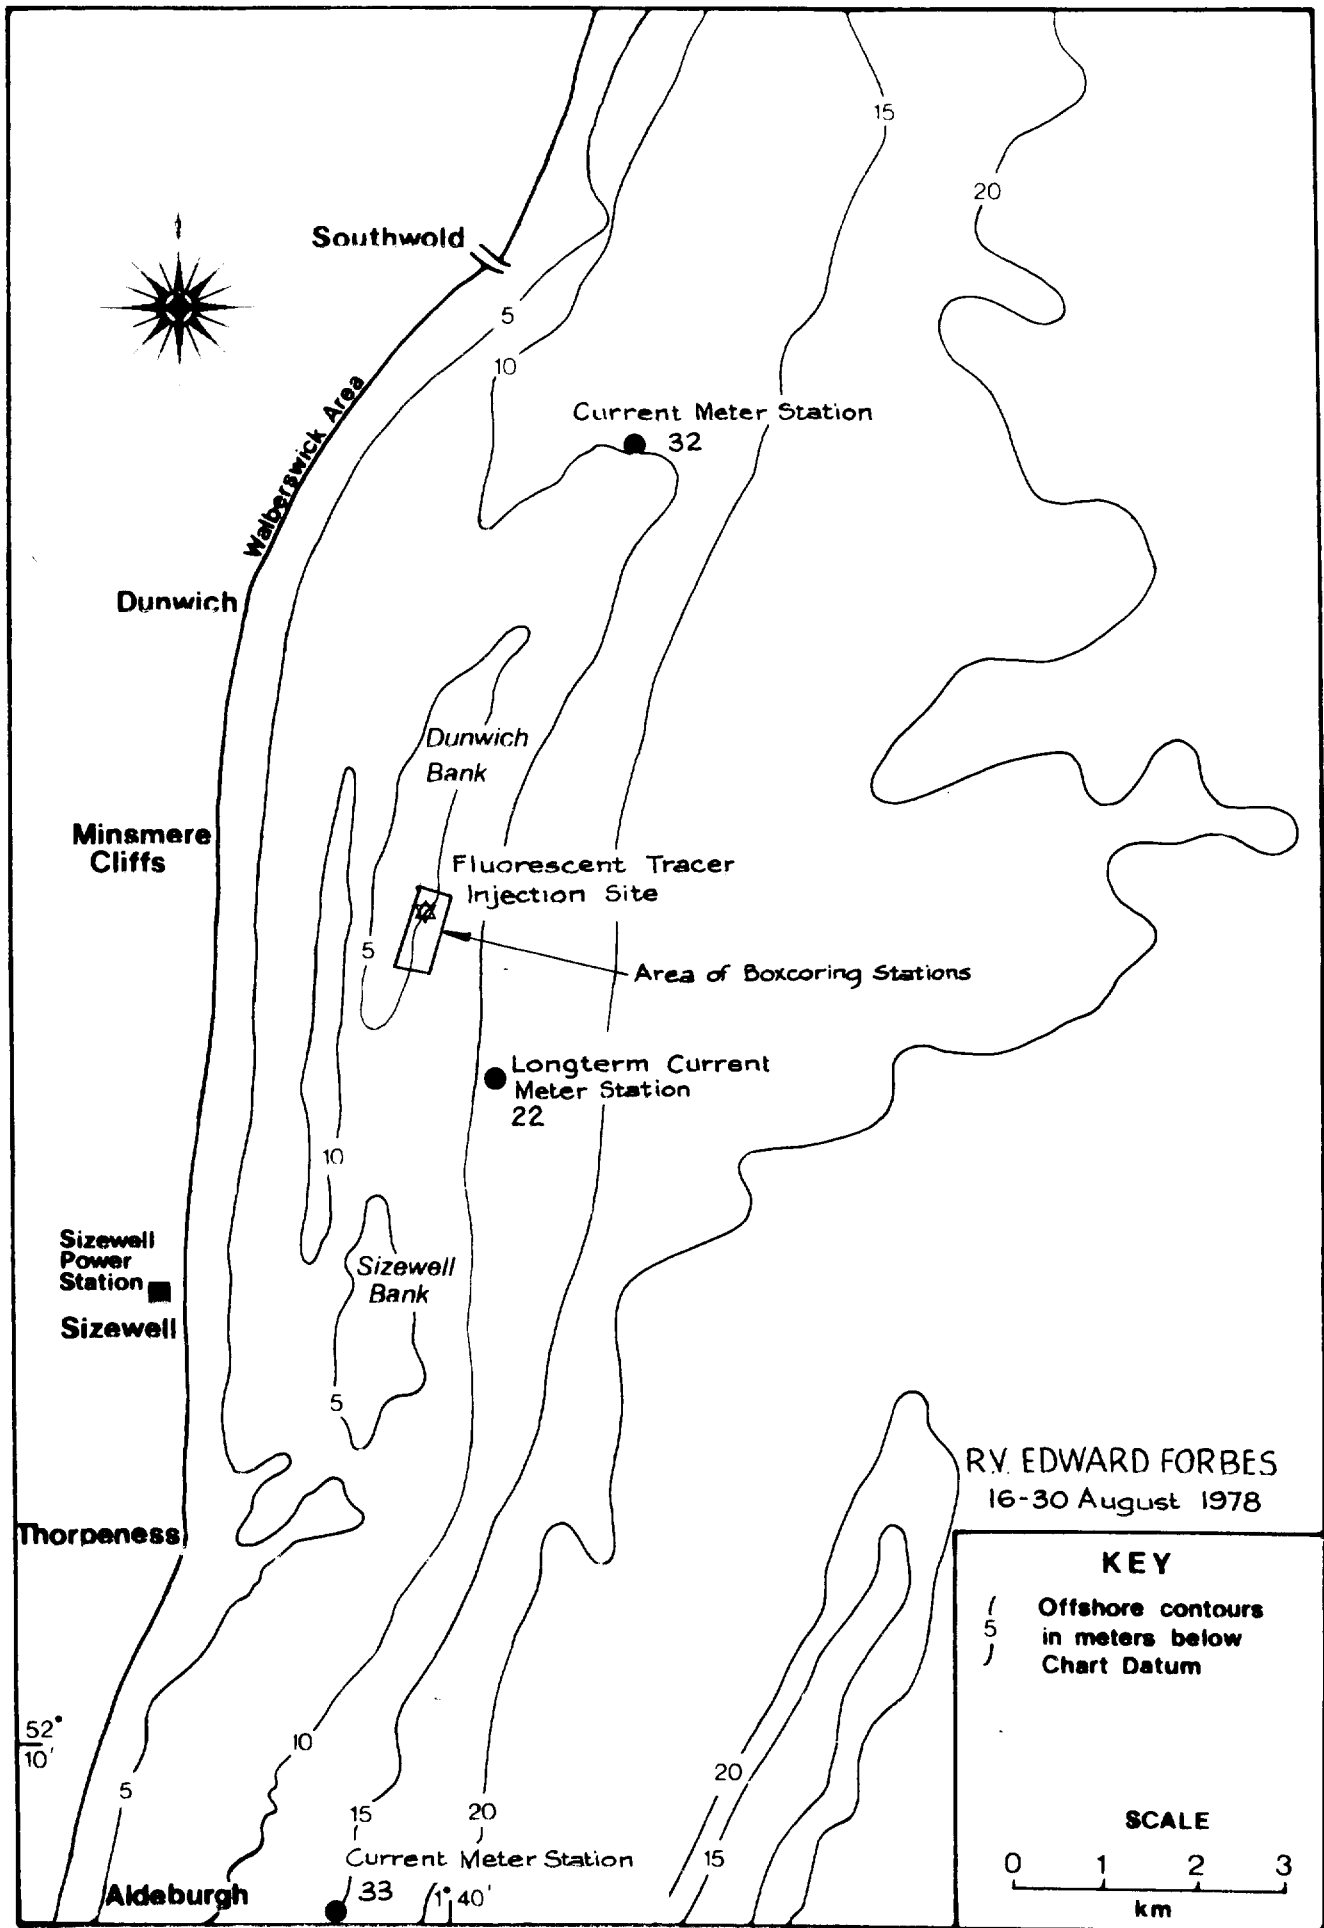 15
20
Southwold
5
10
Current Meter Station
32
Walberswick Area
Dunwich
Dunwich
Bank
Minsmere
Cliffs
Fluorescent Tracer
Injection Site
5
Area of Boxcoring Stations
Longterm Current
Meter Station
22
10
Sizewell
Power
Station
Sizewell
Bank
Sizewell
5
R.V. EDWARD FORBES
16-30 August 1978
Thorpeness
KEY
5
Offshore contours
in meters below
Chart Datum
52°
10'
10
20
5
15
20
SCALE
0 1 2 3
km
15
Current Meter Station
33
Aldeburgh
1° 40'